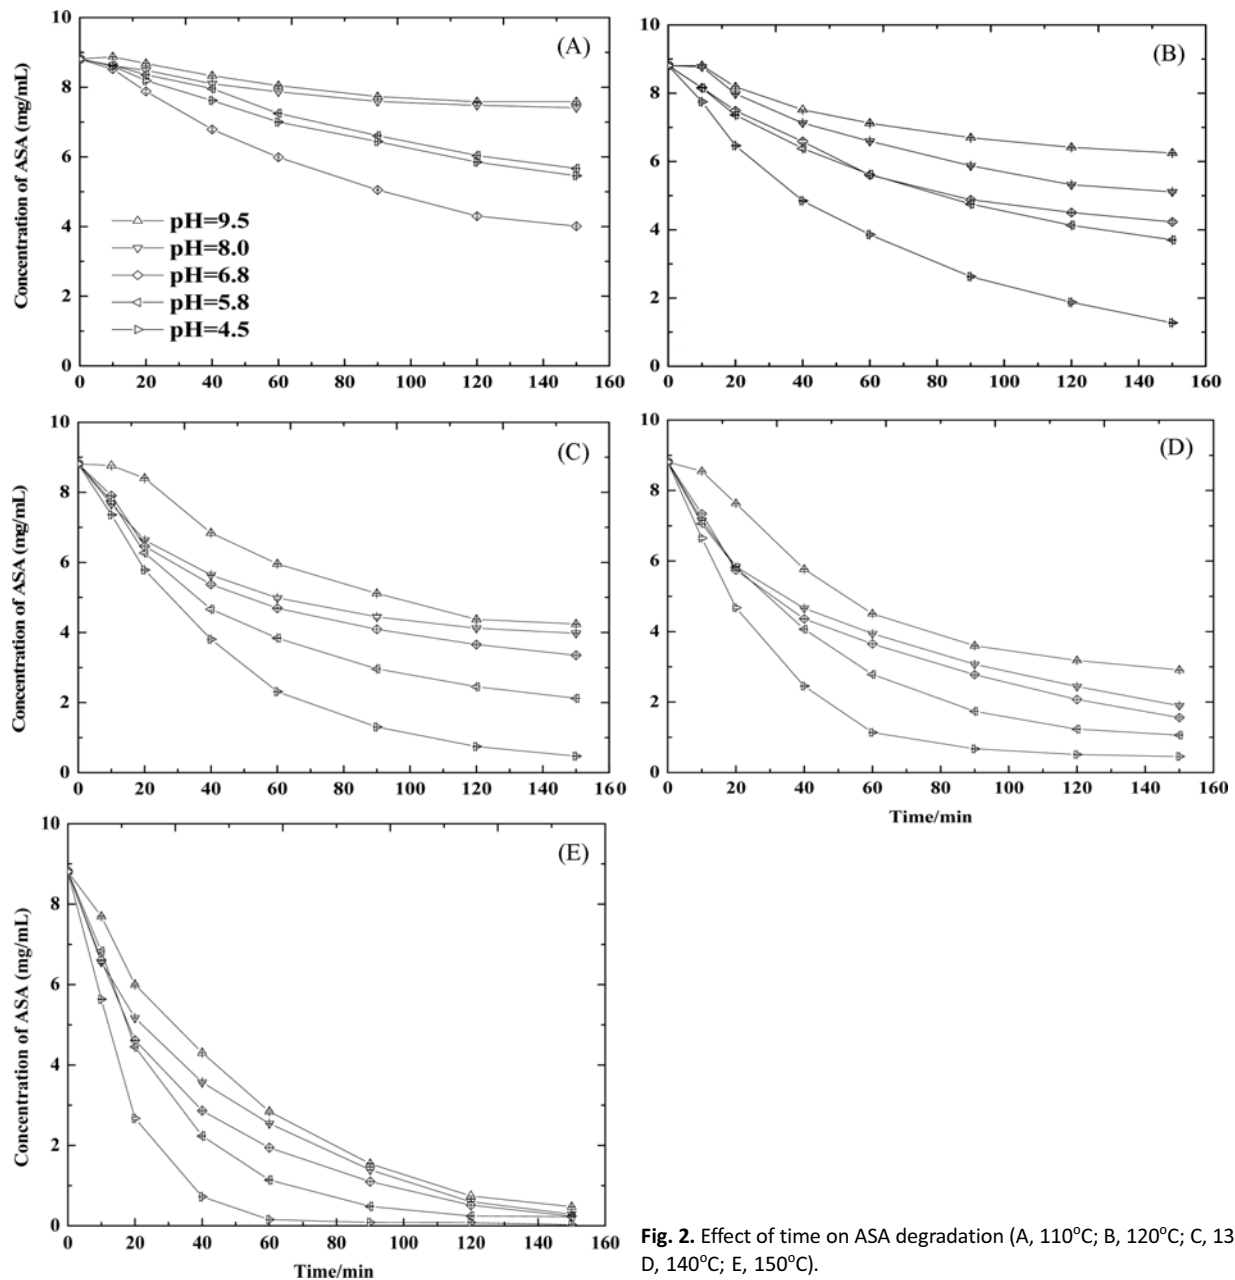 10
8
6
4
2
0
Concentration of ASA (mg/mL)
(A)
pH=9.5
pH=8.0
pH=6.8
pH=5.8
pH=4.5
0 20 40 60 80 100 120 140 160
10
8
6
4
2
0
Concentration of ASA (mg/mL)
(B)
0 20 40 60 80 100 120 140 160
10
8
6
4
2
0
Concentration of ASA (mg/mL)
(C)
0 20 40 60 80 100 120 140 160
10
8
6
4
2
0
(D)
0 20 40 60 80 100 120 140 160
Time/min
10
8
6
4
2
0
Concentration of ASA (mg/mL)
(E)
0 20 40 60 80 100 120 140 160
Time/min
Fig. 2. Effect of time on ASA degradation (A, 110°C; B, 120°C; C, 13
D, 140°C; E, 150°C).